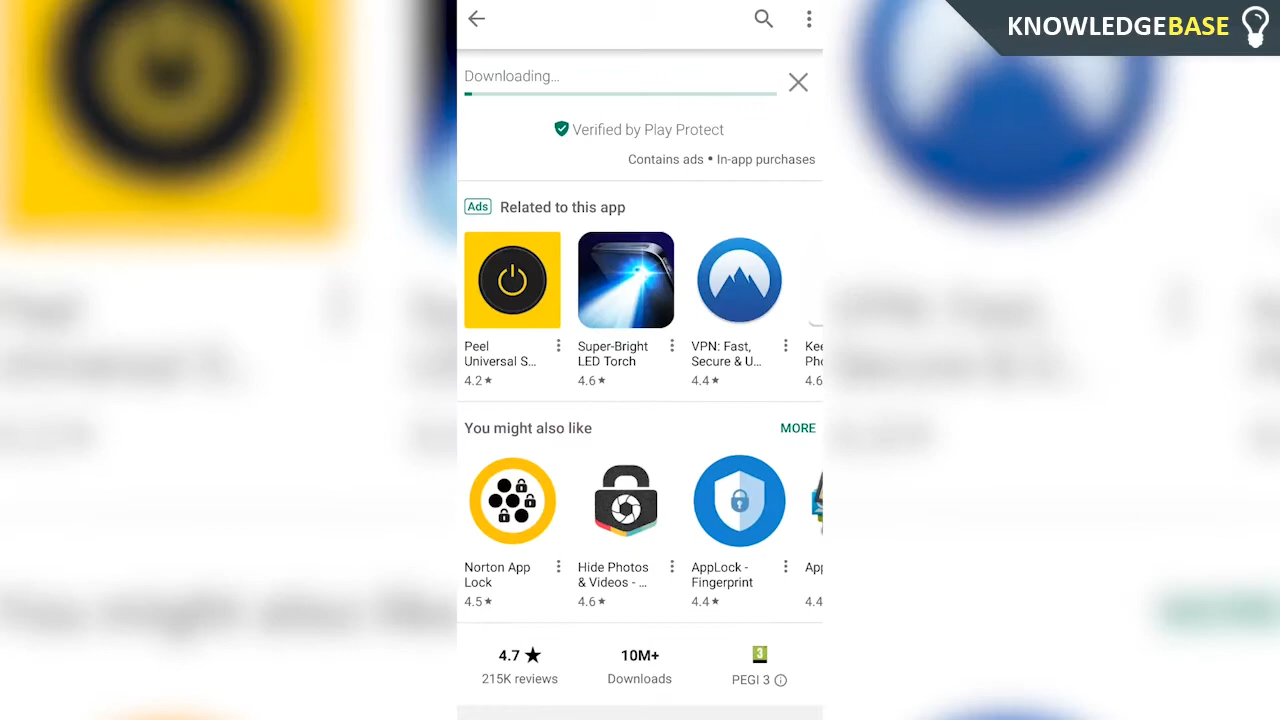 KNOWLEDGEBASE
Downloading...
Verified by Play Protect
Contains ads • In-app purchases
Ads Related to this app
Peel
Universal S...
4.2★
Super-Bright
LED Torch
4.6★
VPN: Fast,
Secure & U...
4.4★
4.6
You might also like MORE
Norton App
Lock
4.5★
Hide Photos
& Videos - ...
4.6★
AppLock -
Fingerprint
4.4★
4.4
4.7★ 10M+ 3
215K reviews Downloads PEGI 3